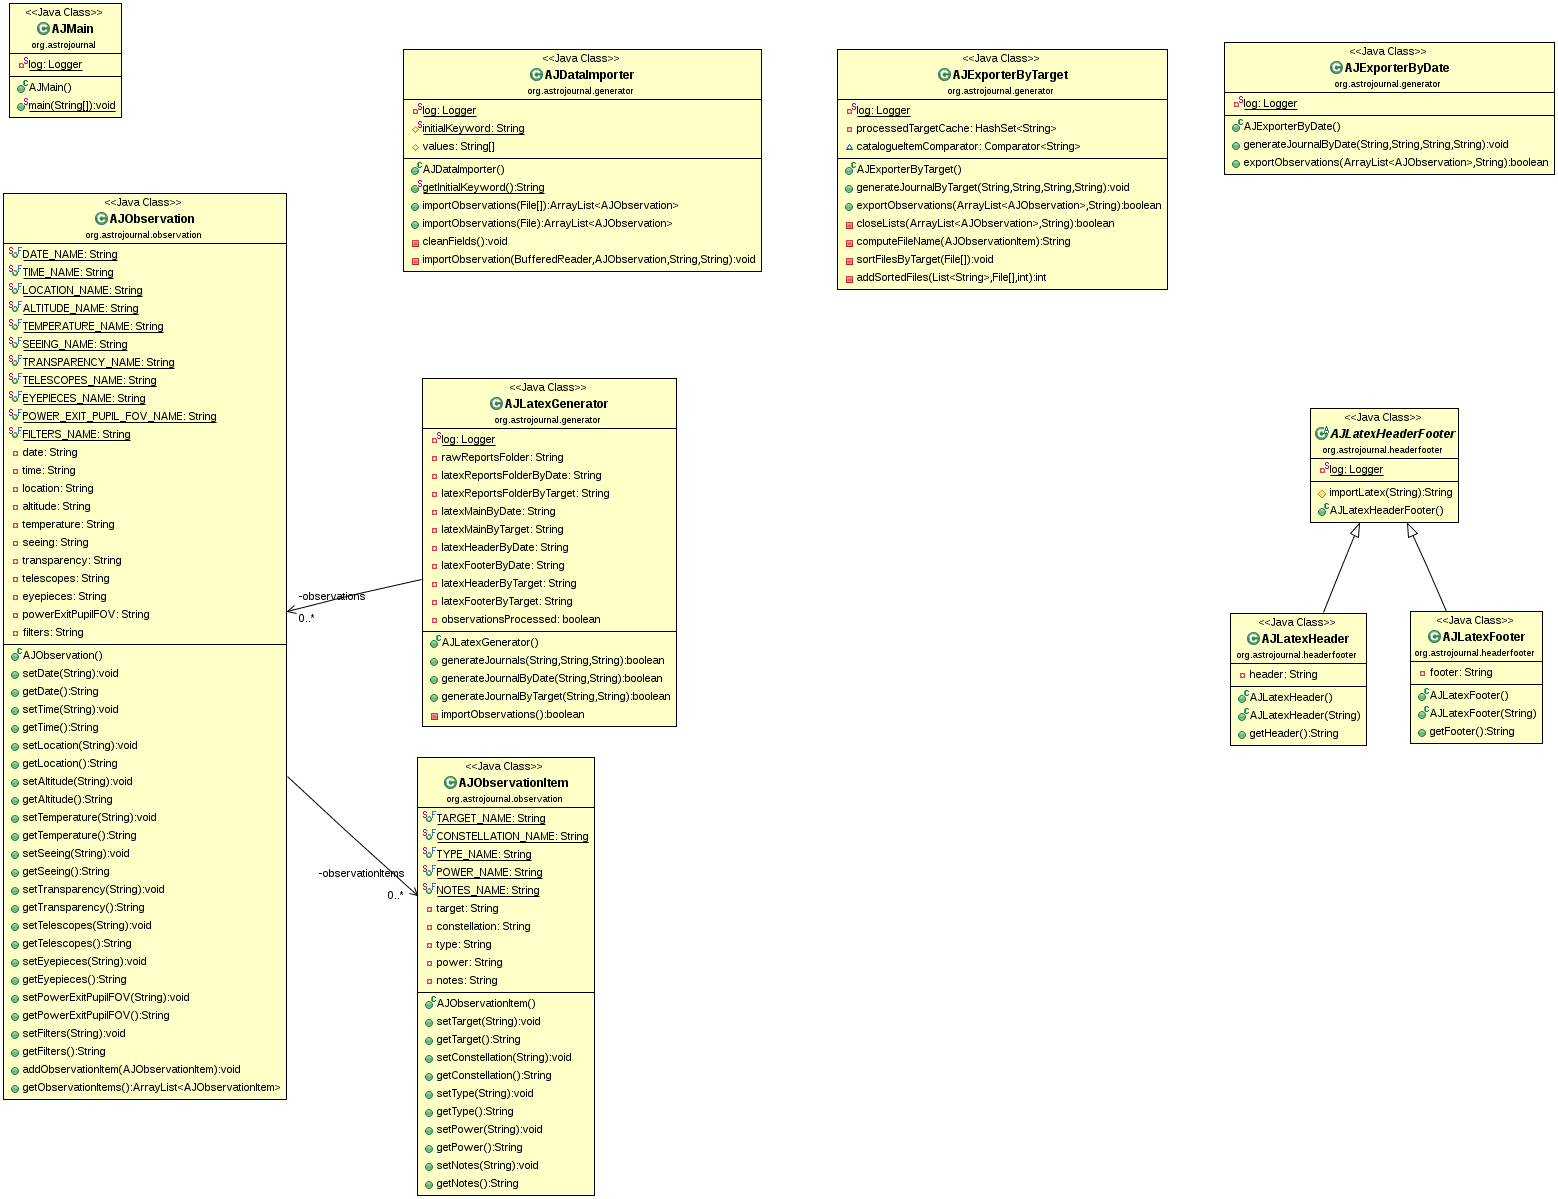 <<Java Class>>
AJMain
org.astrojournal
log: Logger
AJMain()
main(String[]):void
<<Java Class>>
AJDataImporter
org.astrojournal.generator
log: Logger
initialKeyword: String
values: String[]
AJDataImporter()
getInitialKeyword():String
importObservations(File[]):ArrayList<AJObservation>
importObservations(File):ArrayList<AJObservation>
cleanFields():void
importObservation(BufferedReader,AJObservation,String,String):void
<<Java Class>>
AJExporterByTarget
org.astrojournal.generator
log: Logger
processedTargetCache: HashSet<String>
catalogueItemComparator: Comparator<String>
AJExporterByTarget()
generateJournalByTarget(String,String,String,String):void
exportObservations(ArrayList<AJObservation>,String):boolean
closeLists(ArrayList<AJObservation>,String):boolean
computeFileName(AJObservationItem):String
sortFilesByTarget(File[]):void
addSortedFiles(List<String>,File[],int):int
<<Java Class>>
AJExporterByDate
org.astrojournal.generator
log: Logger
AJExporterByDate()
generateJournalByDate(String,String,String,String):void
exportObservations(ArrayList<AJObservation>,String):boolean
<<Java Class>>
AJObservation
org.astrojournal.observation
DATE_NAME: String
TIME_NAME: String
LOCATION_NAME: String
ALTITUDE_NAME: String
TEMPERATURE_NAME: String
SEEING_NAME: String
TRANSPARENCY_NAME: String
TELESCOPES_NAME: String
EYEPIECES_NAME: String
POWER_EXIT_PUPIL_FOV_NAME: String
FILTERS_NAME: String
date: String
time: String
location: String
altitude: String
temperature: String
seeing: String
transparency: String
telescopes: String
eyepieces: String
powerExitPupilFOV: String
filters: String
AJObservation()
setDate(String):void
getDate():String
setTime(String):void
getTime():String
setLocation(String):void
getLocation():String
setAltitude(String):void
getAltitude():String
setTemperature(String):void
getTemperature():String
setSeeing(String):void
getSeeing():String
setTransparency(String):void
getTransparency():String
setTelescopes(String):void
getTelescopes():String
setEyepieces(String):void
getEyepieces():String
setPowerExitPupilFOV(String):void
getPowerExitPupilFOV():String
setFilters(String):void
getFilters():String
addObservationItem(AJObservationItem):void
getObservationItems():ArrayList<AJObservationItem>
-observations
0..*
<<Java Class>>
AJLatexGenerator
org.astrojournal.generator
log: Logger
rawReportsFolder: String
latexReportsFolderByDate: String
latexReportsFolderByTarget: String
latexMainByDate: String
latexMainByTarget: String
latexHeaderByDate: String
latexFooterByDate: String
latexHeaderByTarget: String
latexFooterByTarget: String
observationsProcessed: boolean
AJLatexGenerator()
generateJournals(String,String,String):boolean
generateJournalByDate(String,String):boolean
generateJournalByTarget(String,String):boolean
importObservations():boolean
-observationItems
0..*
<<Java Class>>
AJObservationItem
org.astrojournal.observation
TARGET_NAME: String
CONSTELLATION_NAME: String
TYPE_NAME: String
POWER_NAME: String
NOTES_NAME: String
target: String
constellation: String
type: String
power: String
notes: String
AJObservationItem()
setTarget(String):void
getTarget():String
setConstellation(String):void
getConstellation():String
setType(String):void
getType():String
setPower(String):void
getPower():String
setNotes(String):void
getNotes():String
<<Java Class>>
AJLatexHeaderFooter
org.astrojournal.headerfooter
log: Logger
importLatex(String):String
AJLatexHeaderFooter()
<<Java Class>>
AJLatexHeader
org.astrojournal.headerfooter
header: String
AJLatexHeader()
AJLatexHeader(String)
getHeader():String
<<Java Class>>
AJLatexFooter
org.astrojournal.headerfooter
footer: String
AJLatexFooter()
AJLatexFooter(String)
getFooter():String